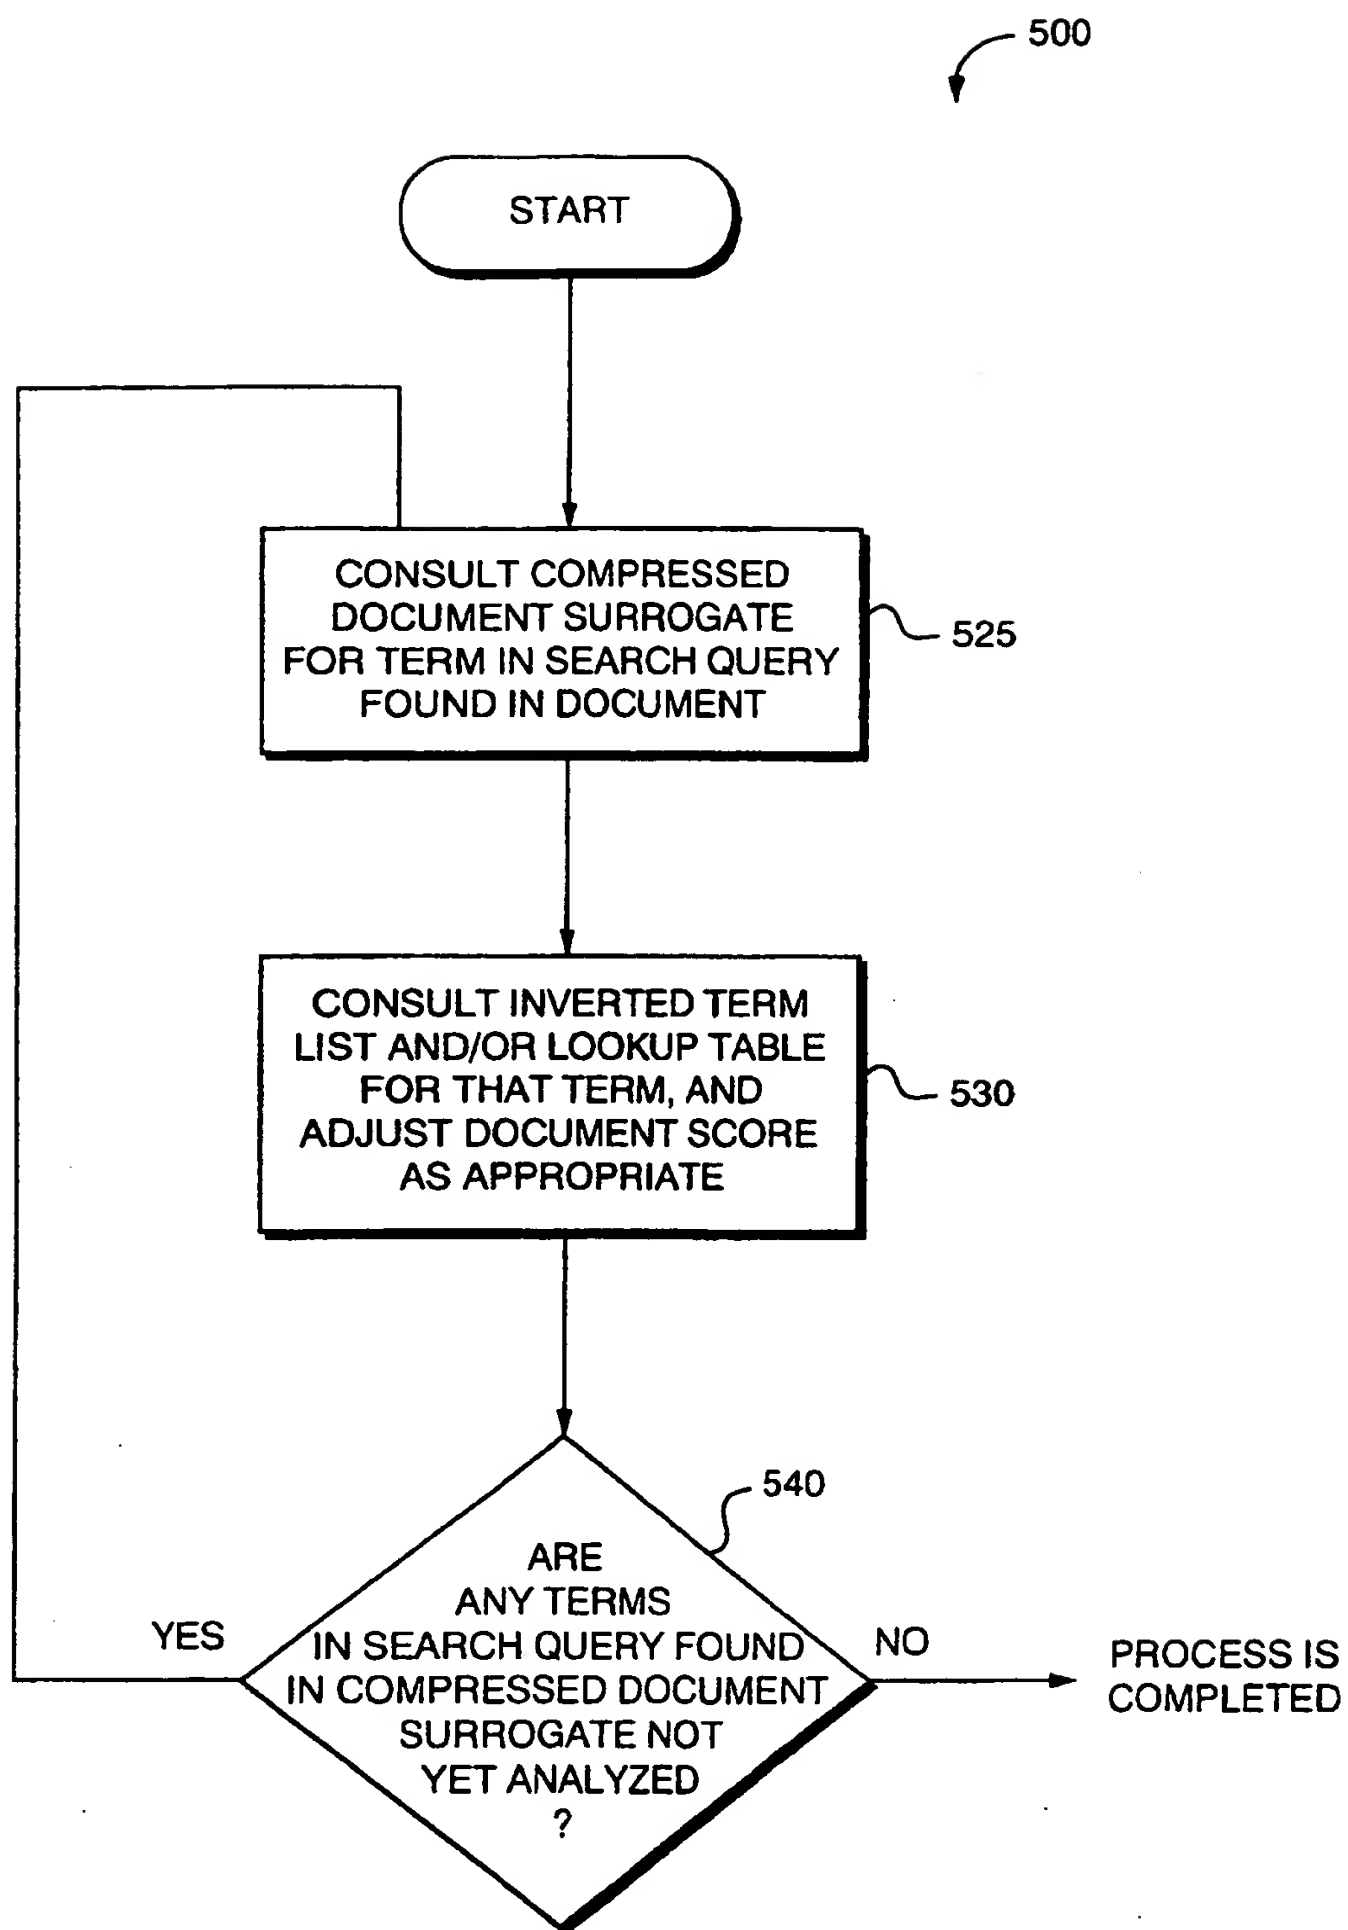 500
START
CONSULT COMPRESSED
DOCUMENT SURROGATE
FOR TERM IN SEARCH QUERY
FOUND IN DOCUMENT
525
CONSULT INVERTED TERM
LIST AND/OR LOOKUP TABLE
FOR THAT TERM, AND
ADJUST DOCUMENT SCORE
AS APPROPRIATE
530
540
ARE
ANY TERMS
IN SEARCH QUERY FOUND
IN COMPRESSED DOCUMENT
SURROGATE NOT
YET ANALYZED
?
YES
NO
PROCESS IS
COMPLETED